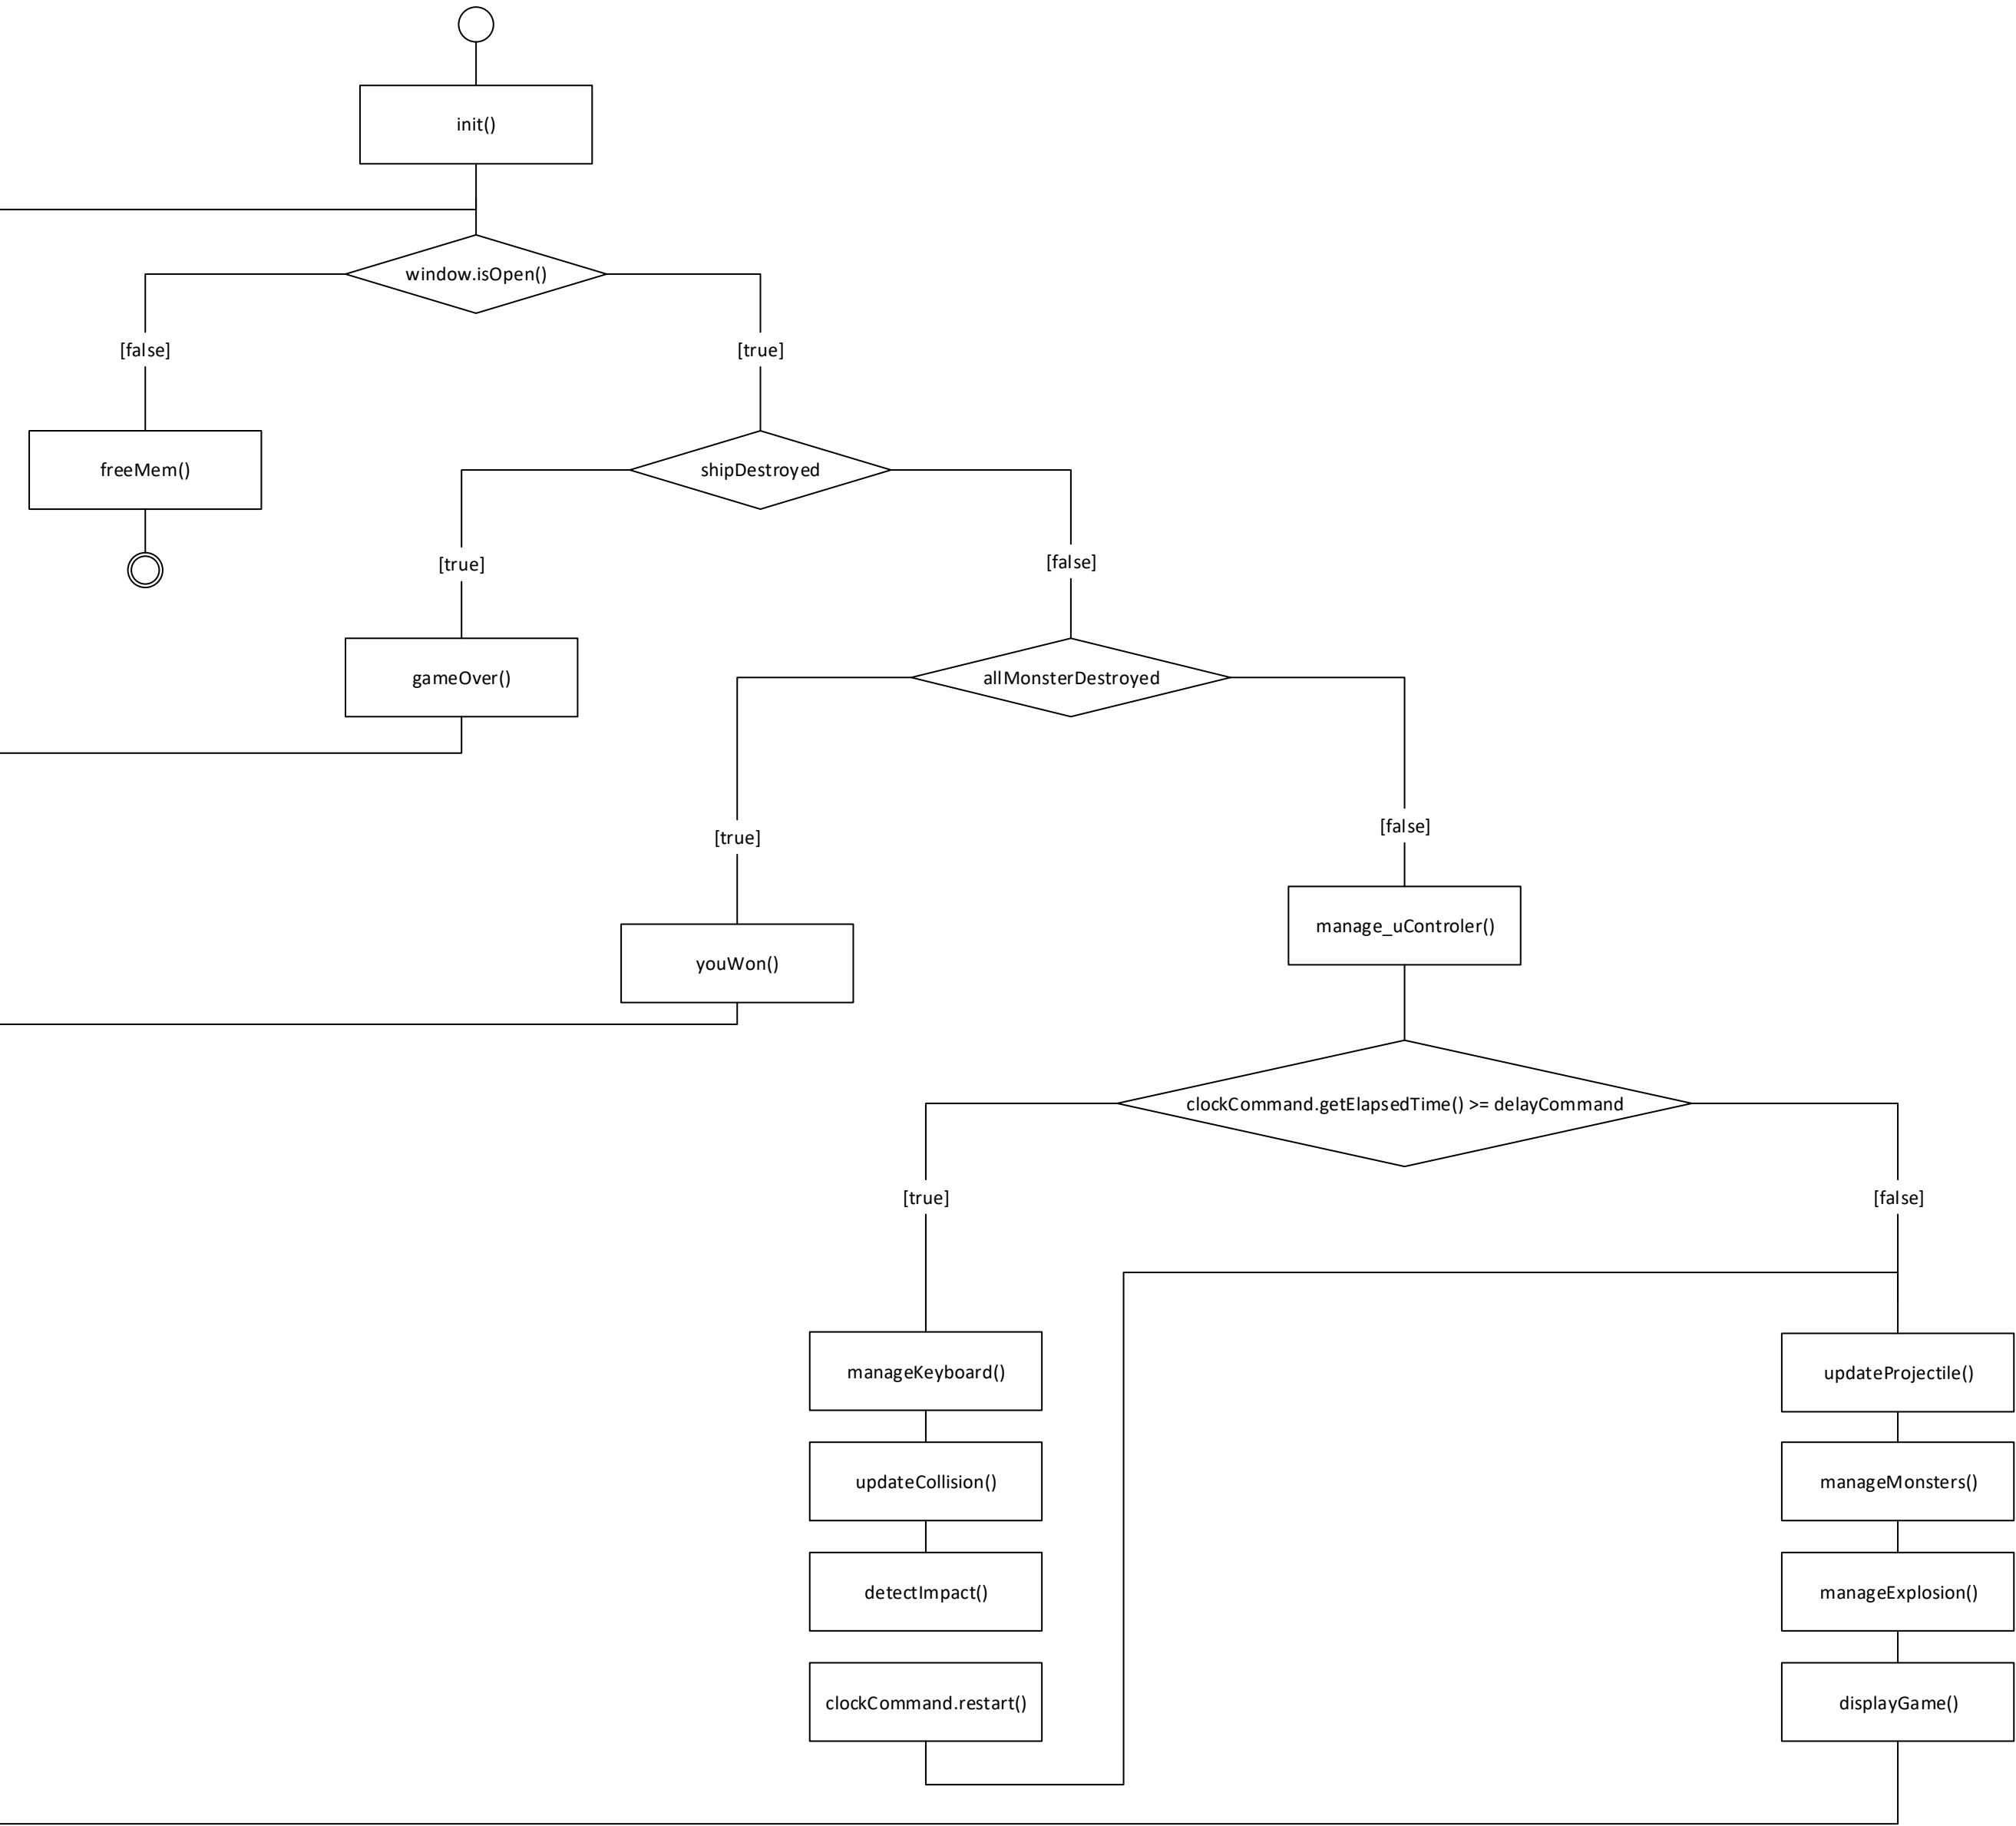 init()
window.isOpen()
[false]
[true]
freeMem()
shipDestroyed
[true]
[false]
gameOver()
allMonsterDestroyed
[true]
[false]
manage_uControler()
youWon()
clockCommand.getElapsedTime() >= delayCommand
[true]
[false]
manageKeyboard()
updateProjectile()
updateCollision()
manageMonsters()
detectImpact()
manageExplosion()
clockCommand.restart()
displayGame()